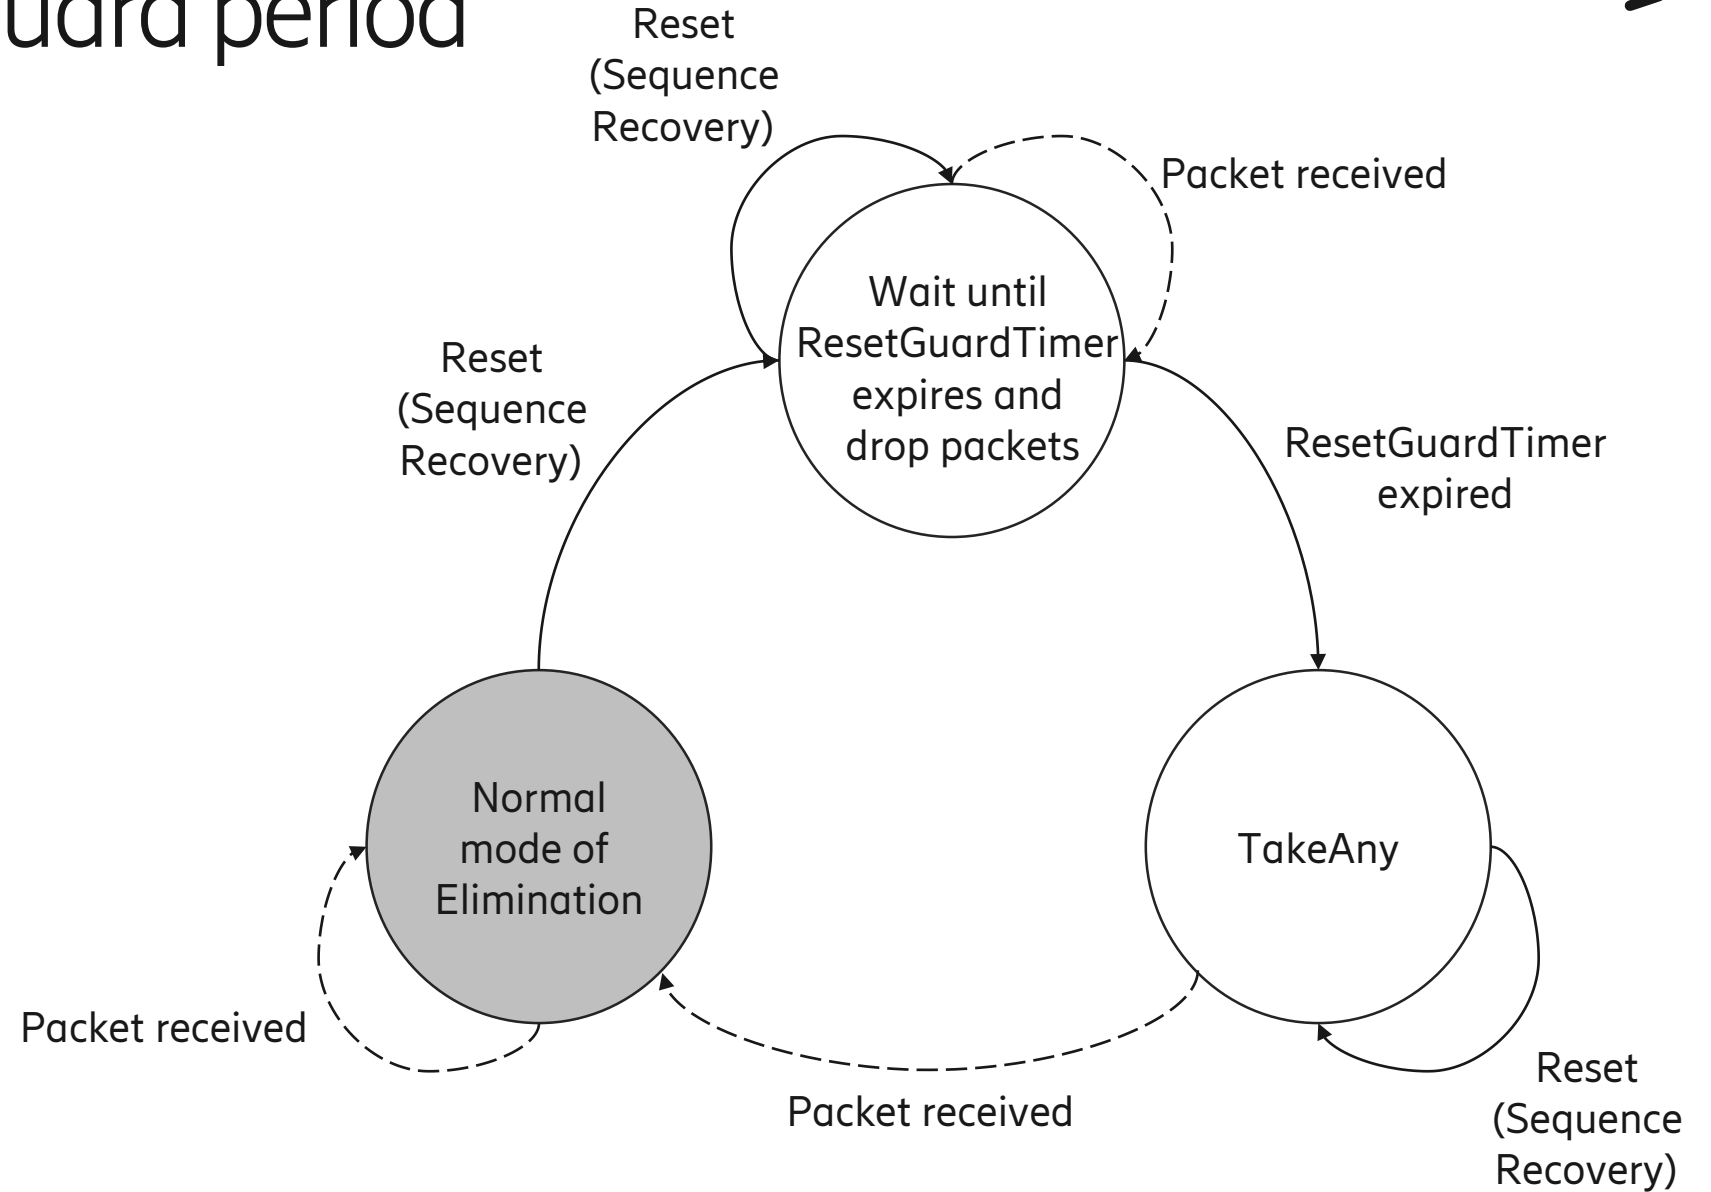 uard period
Reset
(Sequence
Recovery)
Packet received
Wait until
ResetGuardTimer
expires and
drop packets
Reset
(Sequence
Recovery)
ResetGuardTimer
expired
Normal
mode of
Elimination
TakeAny
Packet received
Packet received
Reset
(Sequence
Recovery)